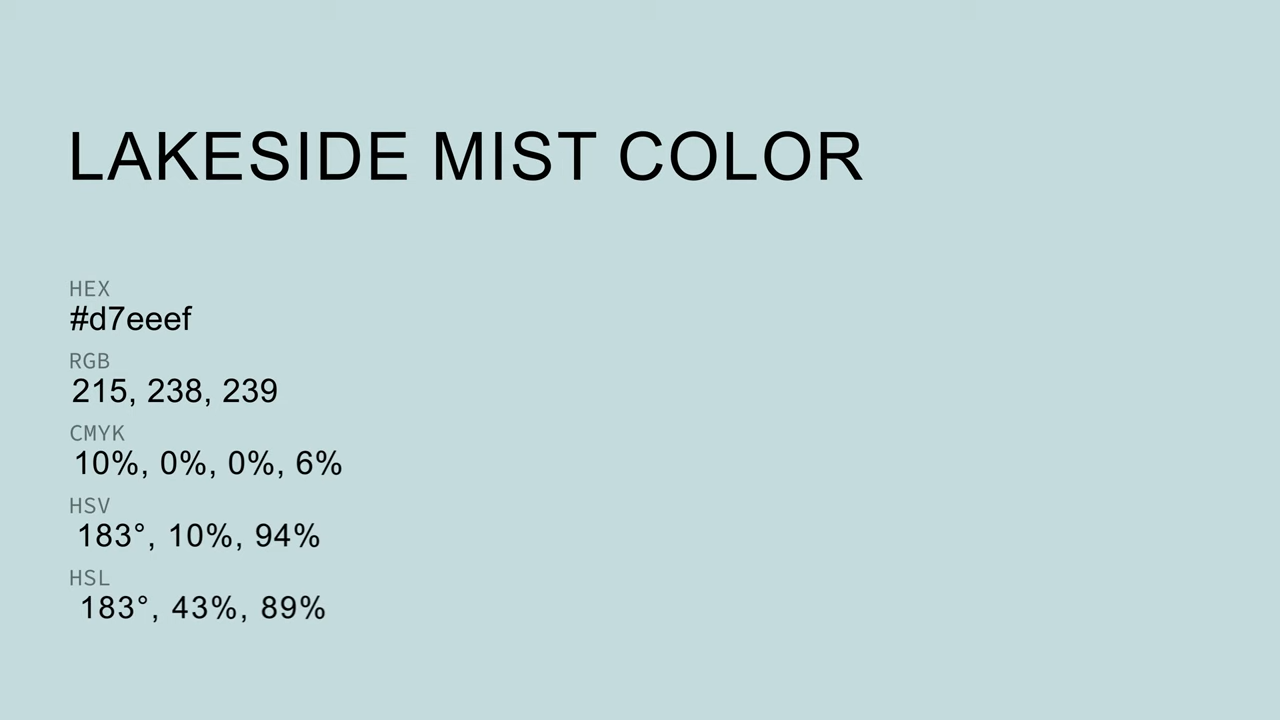 LAKESIDE MIST COLOR
HEX
#d7eeef
RGB
215, 238, 239
CMYK
10%, 0%, 0%, 6%
HSV
183°, 10%, 94%
HSL
183°, 43%, 89%